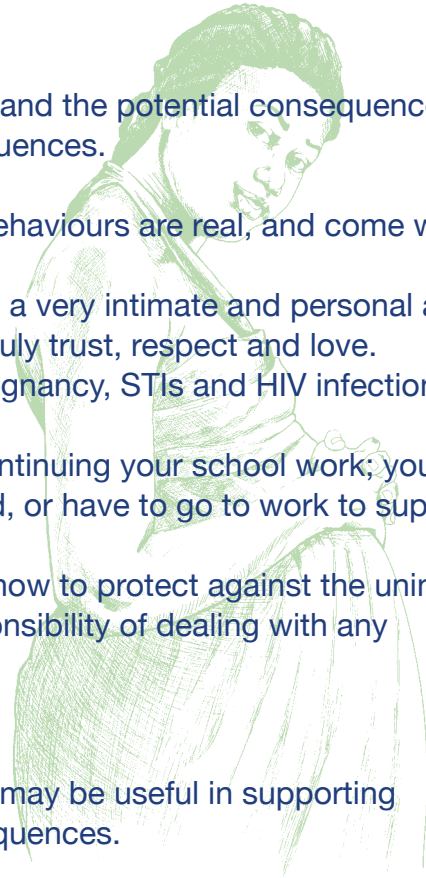 and the potential consequenc
uences.
ehaviours are real, and come w
a very intimate and personal a
uly trust, respect and love.
gnancy, STIs and HIV infection
ntinuing your school work; you
d, or have to go to work to sup
now to protect against the unin
onsibility of dealing with any
may be useful in supporting
quences.